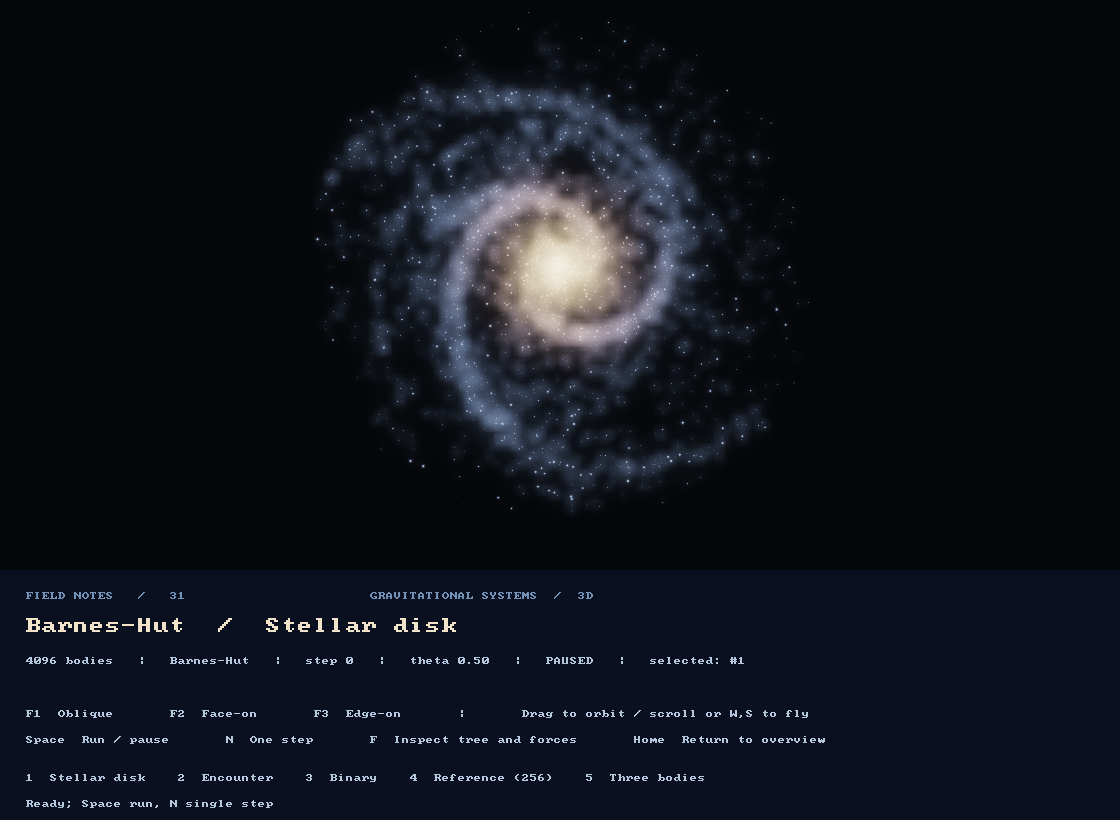 FIELD NOTES / 31 GRAVITATIONAL SYSTEMS / 3D
Barnes-Hut / Stellar disk
4096 bodies ¦ Barnes-Hut ¦ step 0 ¦ theta 0.50 ¦ PAUSED ¦ selected: #1
F1 Oblique F2 Face-on F3 Edge-on ¦ Drag to orbit / scroll or W,S to fly
Space Run / pause N One step F Inspect tree and forces Home Return to overview
1 Stellar disk 2 Encounter 3 Binary 4 Reference (256) 5 Three bodies
Ready; Space run, N single step